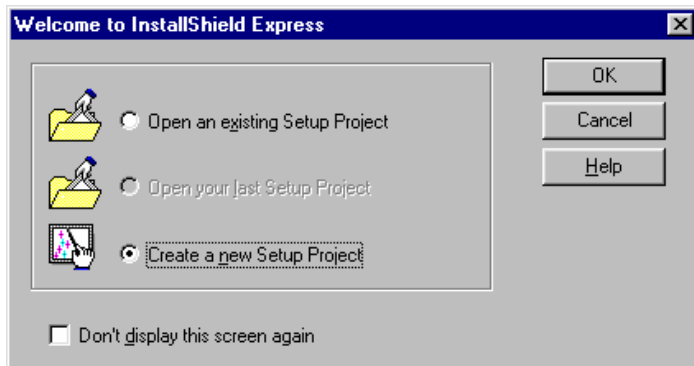 Welcome to InstallShield Express
Open an existing Setup Project
Open your last Setup Project
Create a new Setup Project
Don't display this screen again
OK
Cancel
Help